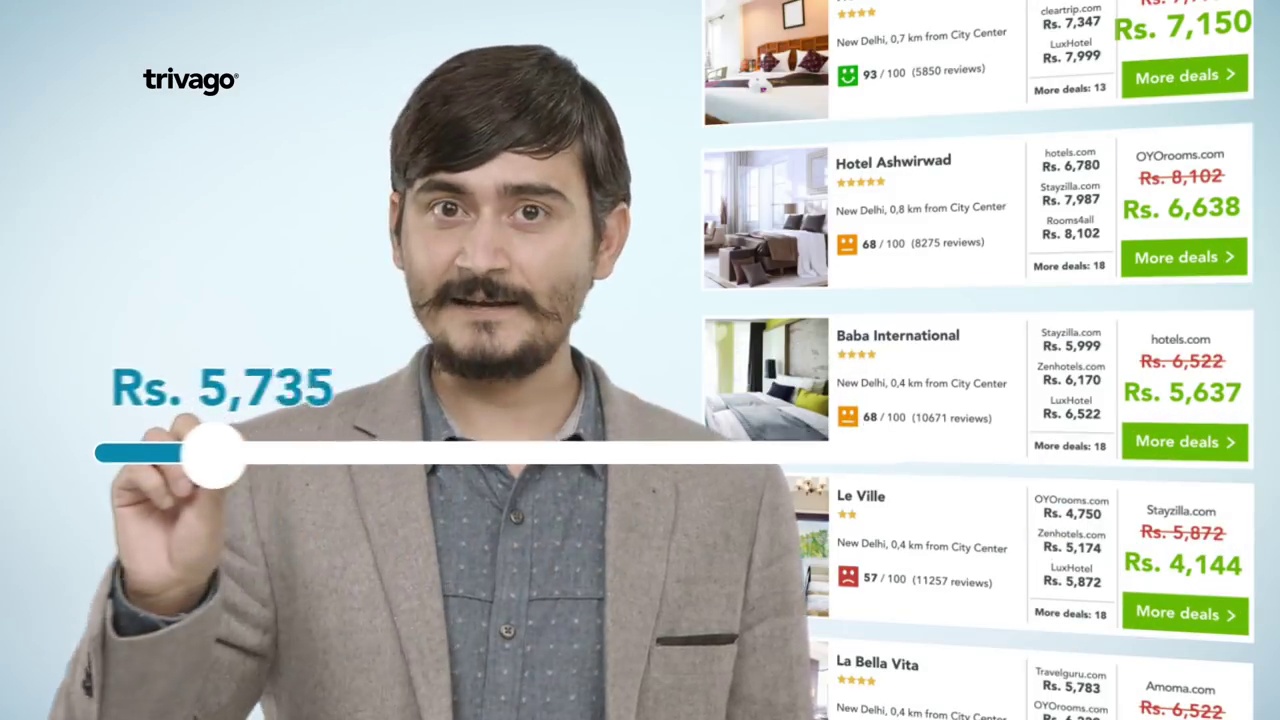 trivago
Rs. 5,735
New Delhi, 0,7 km from City Center
93 / 100 (5850 reviews)
cleartrip.com
Rs. 7,347
LuxHotel
Rs. 7,999
More deals: 13
Rs. 7,150
More deals >
Hotel Ashwirwad
New Delhi, 0,8 km from City Center
68 / 100 (8275 reviews)
hotels.com
Rs. 6,780
Stayzilla.com
Rs. 7,987
Rooms4all
Rs. 8,102
More deals: 18
OYOrooms.com
Rs. 8,102
Rs. 6,638
More deals >
Baba International
New Delhi, 0,4 km from City Center
68 / 100 (10671 reviews)
Stayzilla.com
Rs. 5,999
Zenhotels.com
Rs. 6,170
LuxHotel
Rs. 6,522
More deals: 18
hotels.com
Rs. 6,522
Rs. 5,637
More deals >
Le Ville
New Delhi, 0,4 km from City Center
57 / 100 (11257 reviews)
OYOrooms.com
Rs. 4,750
Zenhotels.com
Rs. 5,174
LuxHotel
Rs. 5,872
More deals: 18
Stayzilla.com
Rs. 5,872
Rs. 4,144
More deals >
La Bella Vita
New Delhi, 0,4 km from City Center
Travelguru.com
Rs. 5,783
OYOrooms.com
Amoma.com
Rs. 6,522